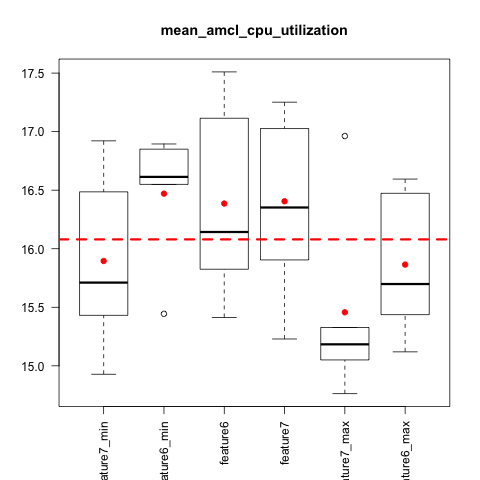 mean_amcl_cpu_utilization
17.5
17.0
16.5
16.0
15.5
15.0
ature7_min
ature6_min
feature6
feature7
ature7_max
ature6_max